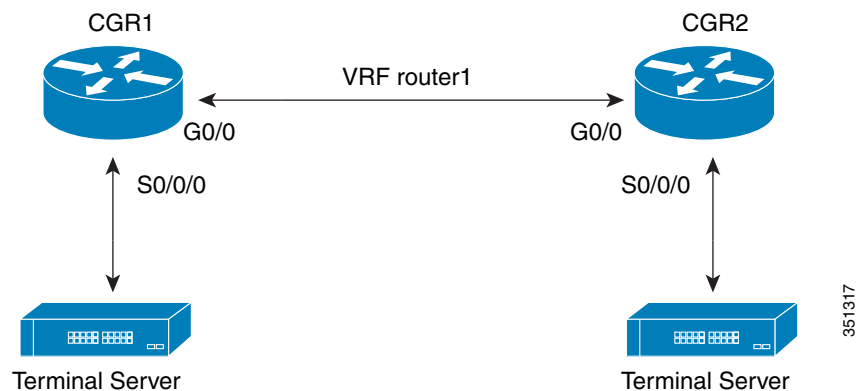 CGR1
CGR2
VRF router1
G0/0
G0/0
S0/0/0
S0/0/0
351317
Terminal Server
Terminal Server